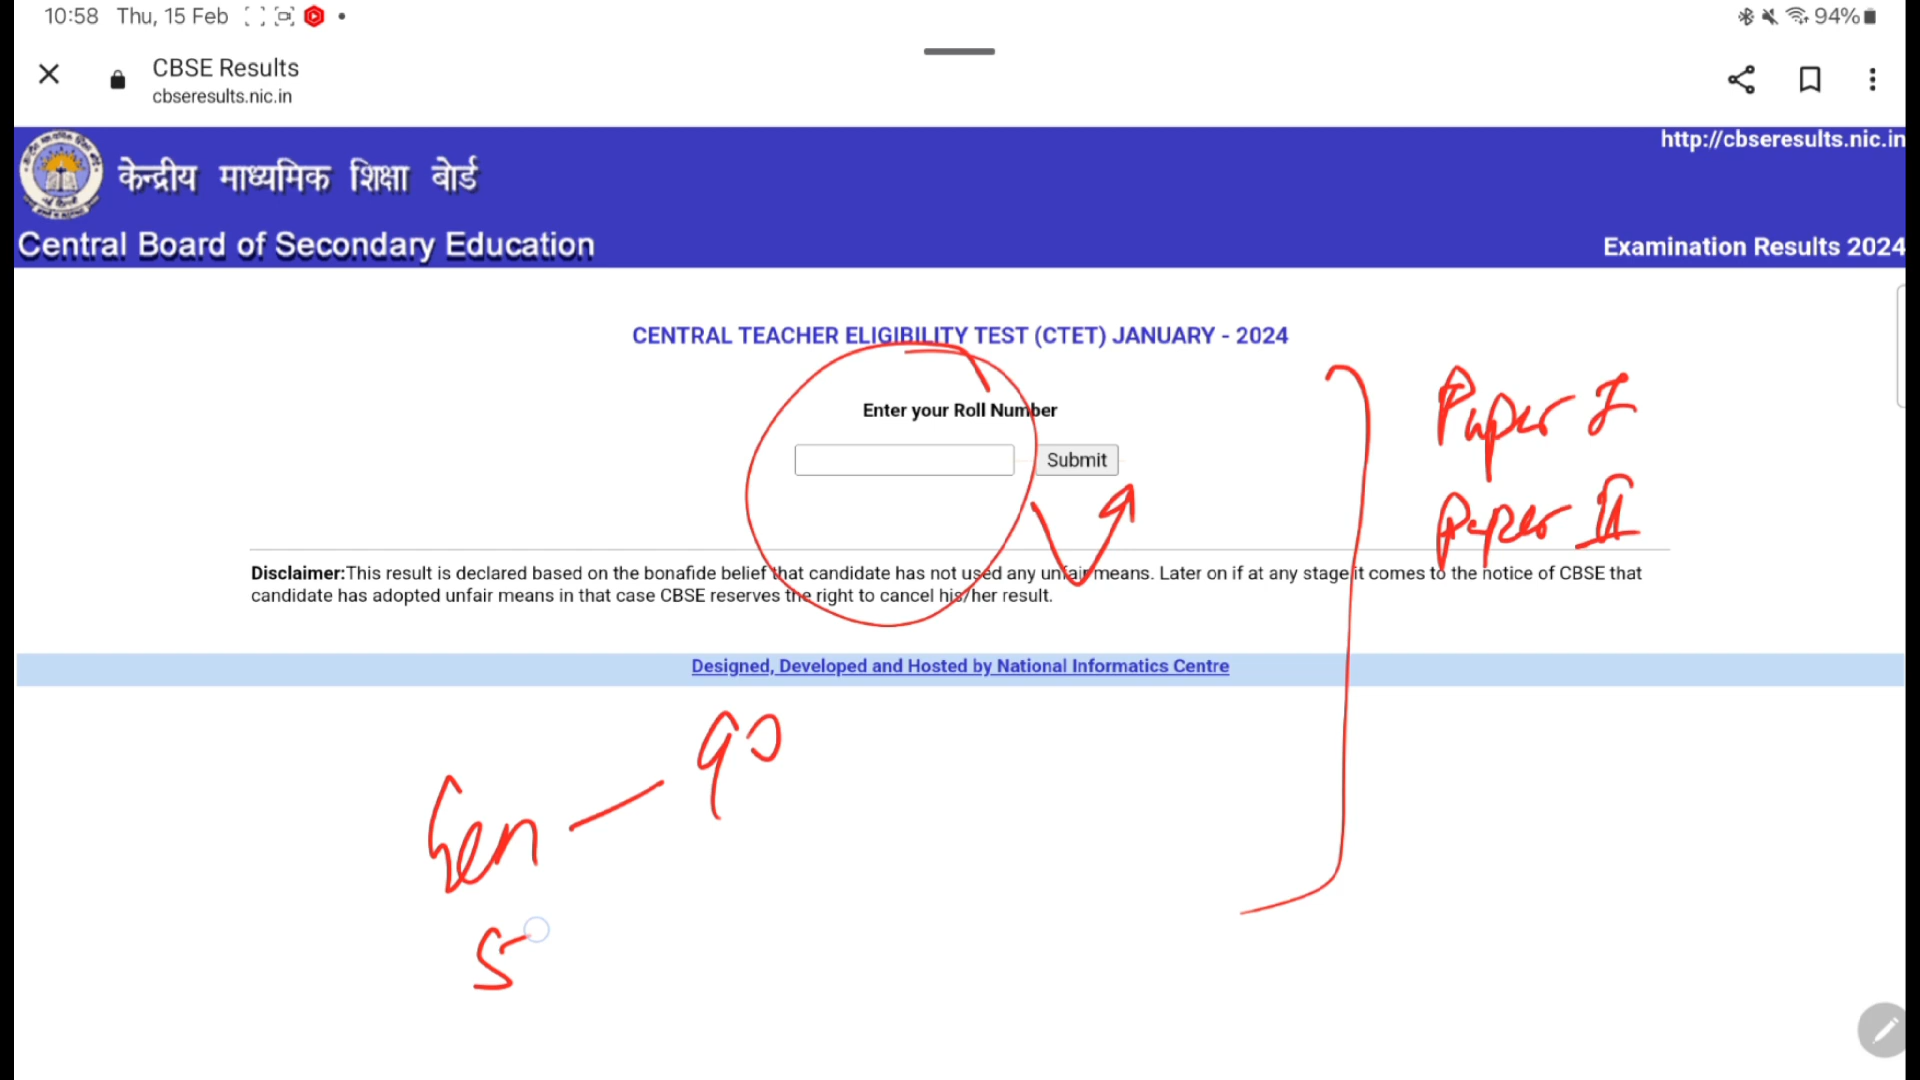 10:58 Thu, 15 Feb
94%
CBSE Results
cbseresults.nic.in
http://cbseresults.nic.in
केन्द्रीय माध्यमिक शिक्षा बोर्ड
Central Board of Secondary Education
Examination Results 2024
CENTRAL TEACHER ELIGIBILITY TEST (CTET) JANUARY - 2024
Enter your Roll Number
Submit
Paper I
Paper II
Disclaimer:This result is declared based on the bonafide belief that candidate has not used any unfair means. Later on if at any stage it comes to the notice of CBSE that
candidate has adopted unfair means in that case CBSE reserves the right to cancel his/her result.
Designed, Developed and Hosted by National Informatics Centre
Gen — 90
S